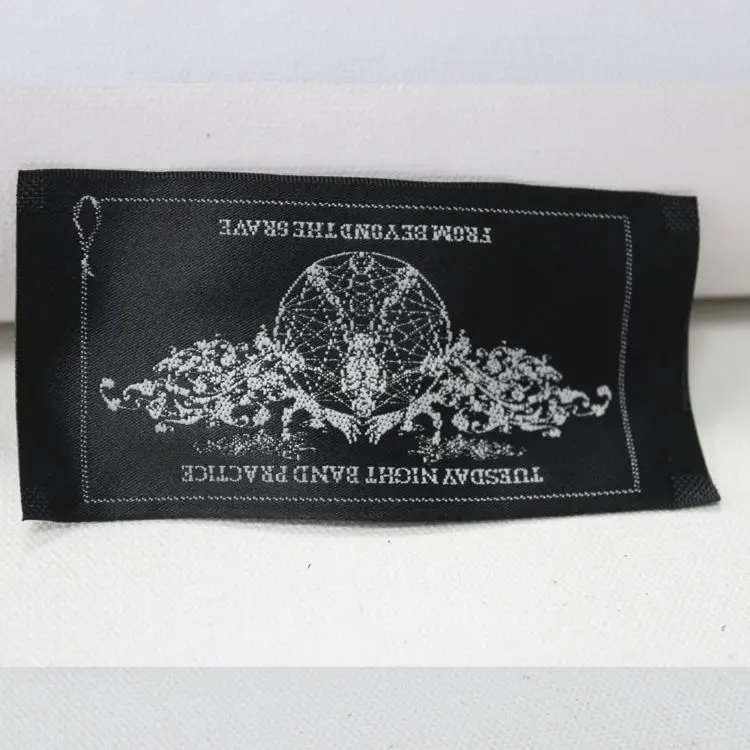 TUESDAY NIGHT BAND PRACTICE
FROM BEYOND THE GRAVE